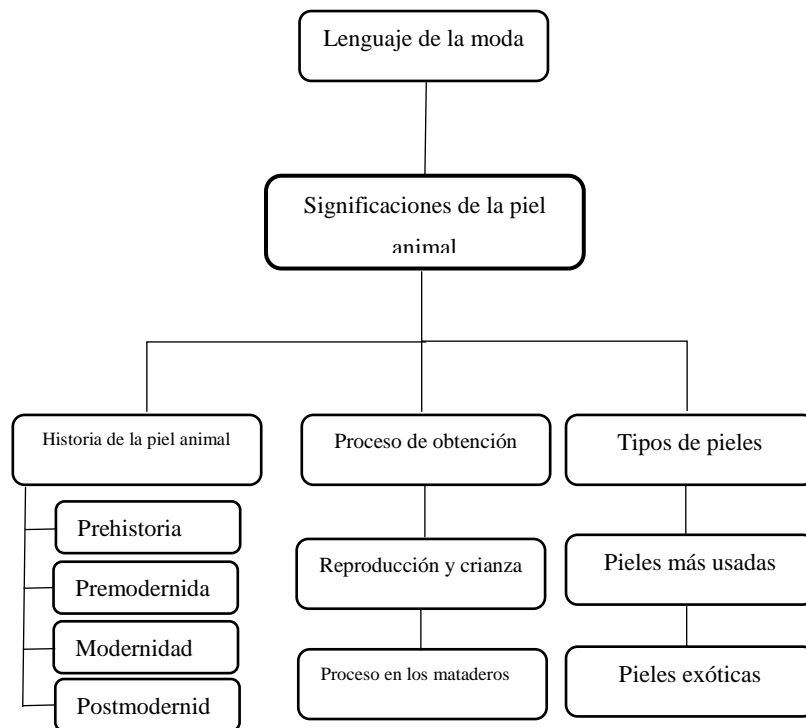 Lenguaje de la moda
Significaciones de la piel
animal
Historia de la piel animal
Prehistoria
Premodernida
Modernidad
Postmodernid
Proceso de obtención
Reproducción y crianza
Proceso en los mataderos
Tipos de pieles
Pieles más usadas
Pieles exóticas